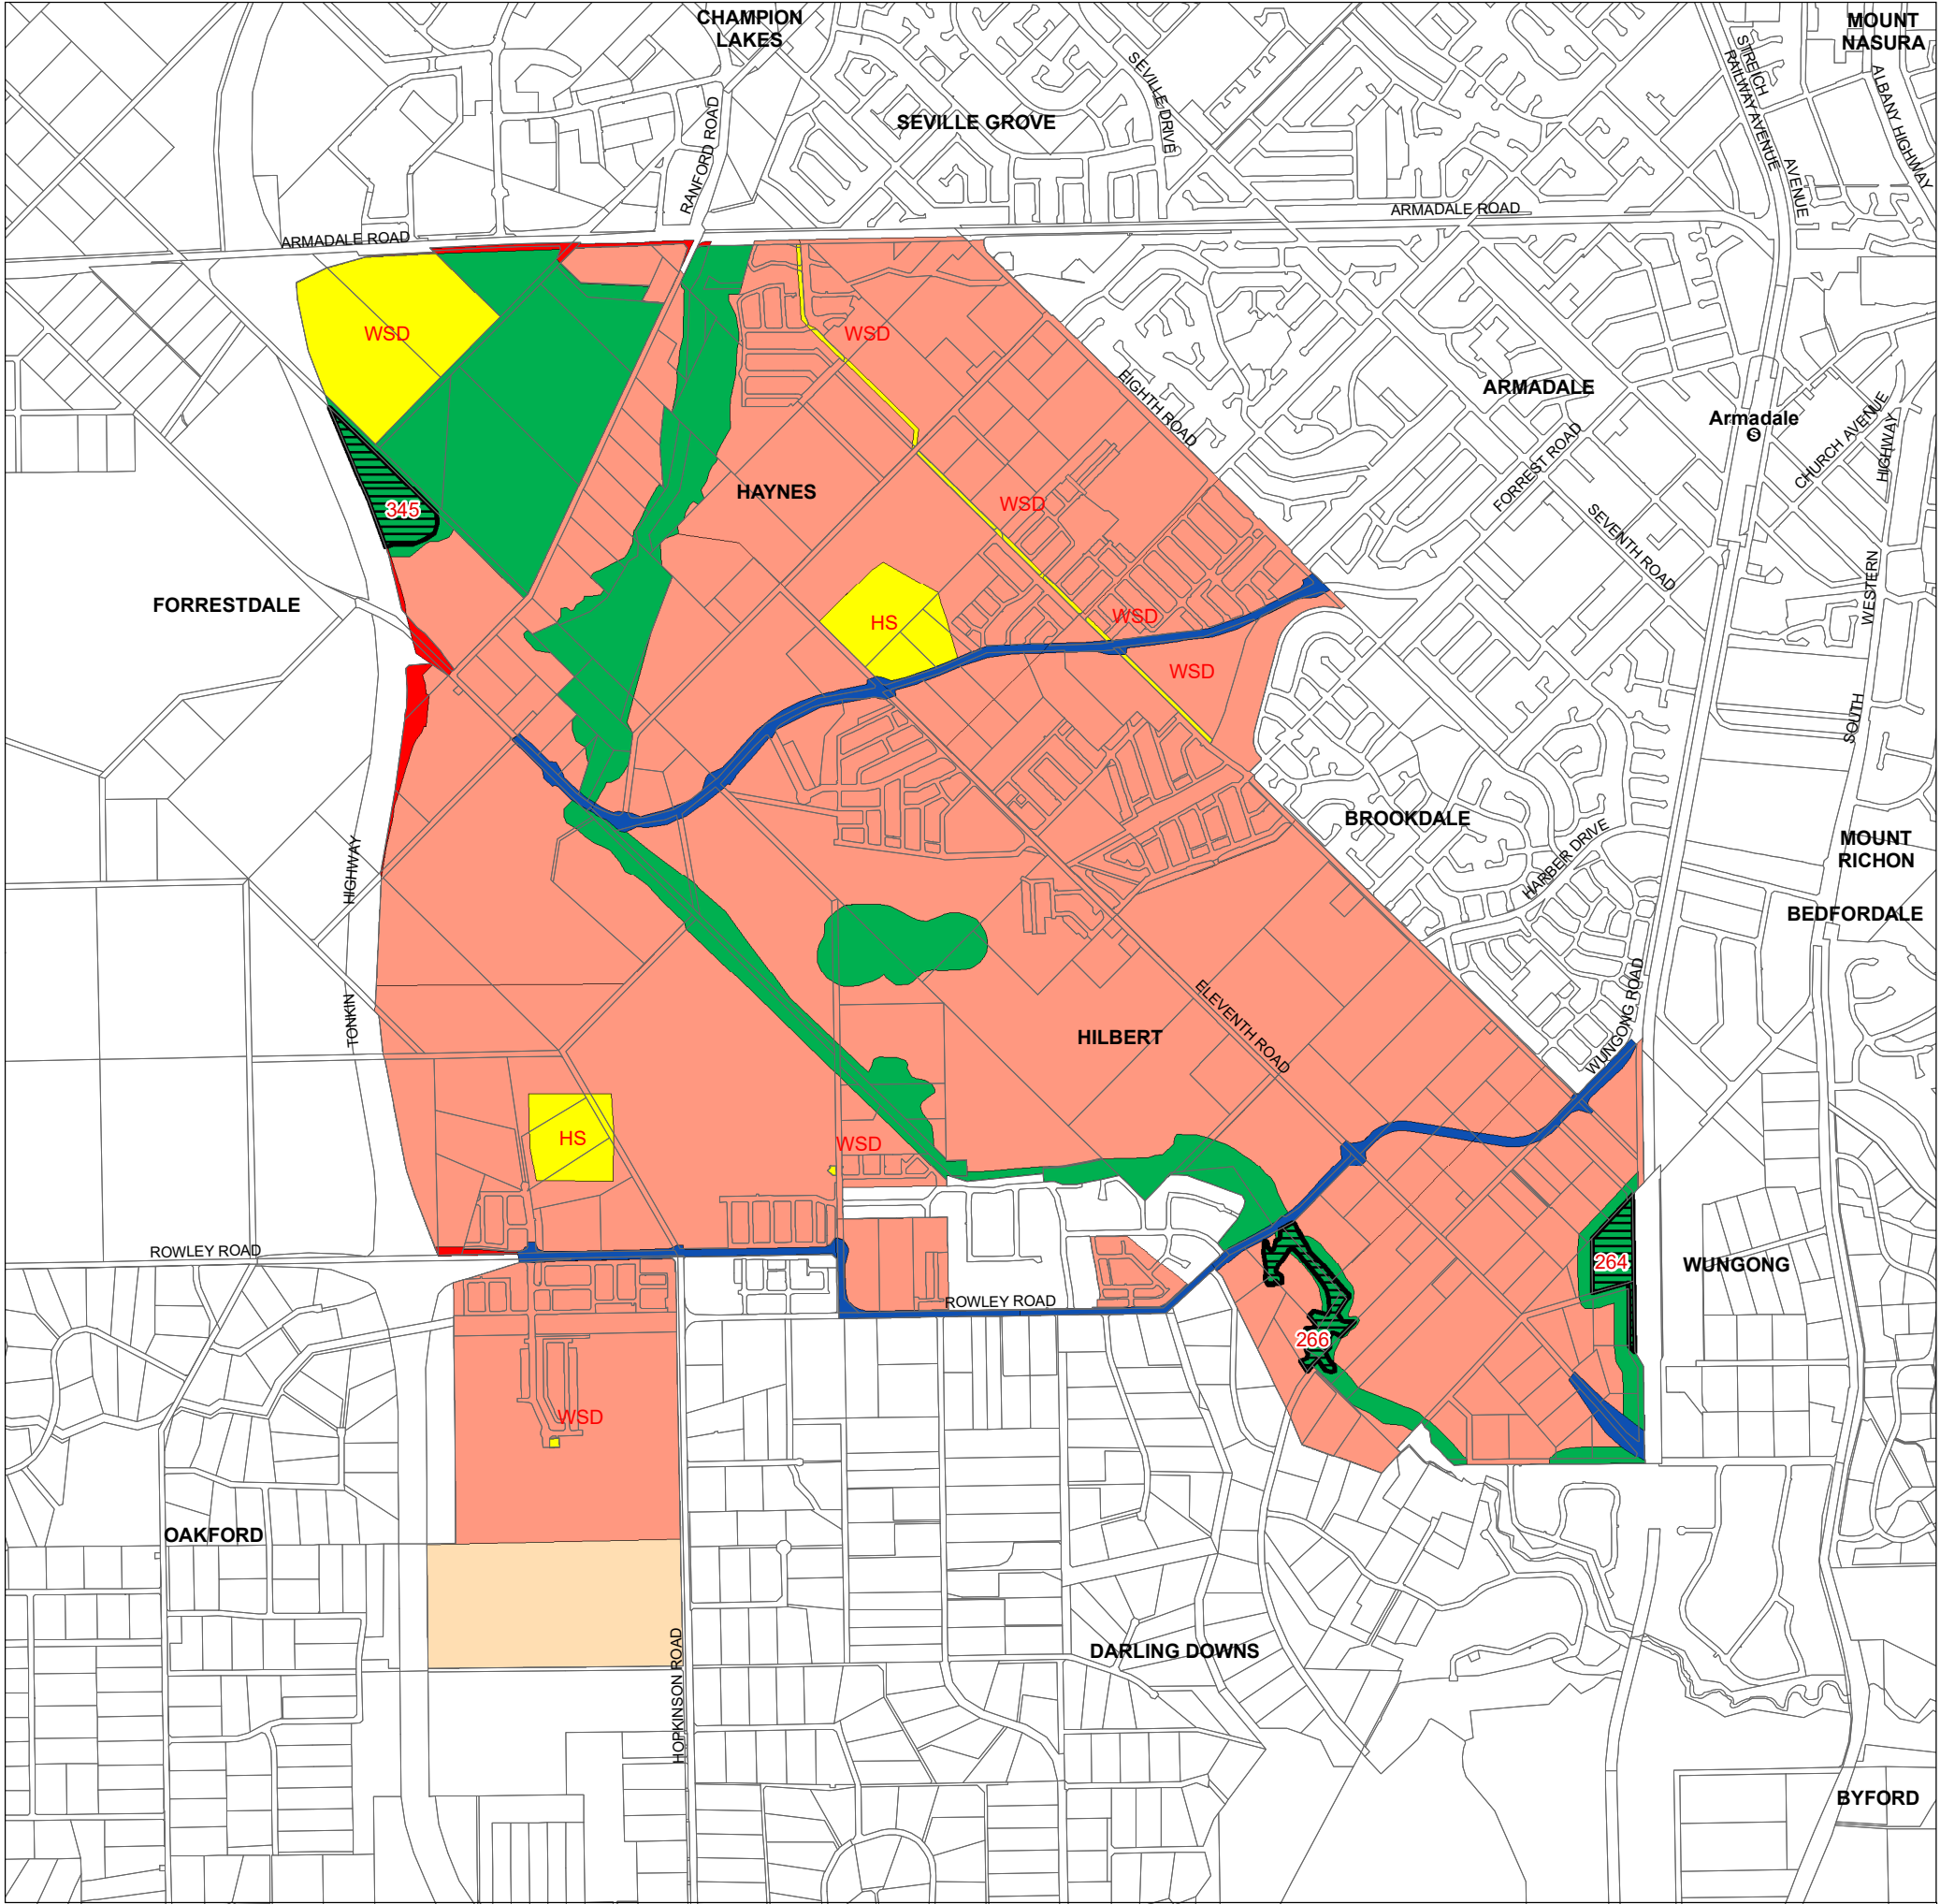 CHAMPION
LAKES
MOUNT
NASURA
STREICH
RAILWAY AVENUE
AVENUE
ALBANY HIGHWAY
SEVILLE DRIVE
SEVILLE GROVE
RANFORD ROAD
ARMADALE ROAD
ARMADALE ROAD
WSD
WSD
EIGHTH ROAD
ARMADALE
Armadale
S
CHURCH AVENUE
HIGHWAY
FORREST ROAD
HAYNES
345
WSD
SEVENTH ROAD
WESTERN
FORRESTDALE
HS
WSD
WSD
SOUTH
BROOKDALE
HARBER DRIVE
MOUNT
RICHON
HIGHWAY
BEDFORDALE
TONKIN
ELEVENTH ROAD
WUNGONG ROAD
HILBERT
HS
WSD
ROWLEY ROAD
264
WUNGONG
ROWLEY ROAD
266
WSD
OAKFORD
HOPKINSON ROAD
DARLING DOWNS
BYFORD